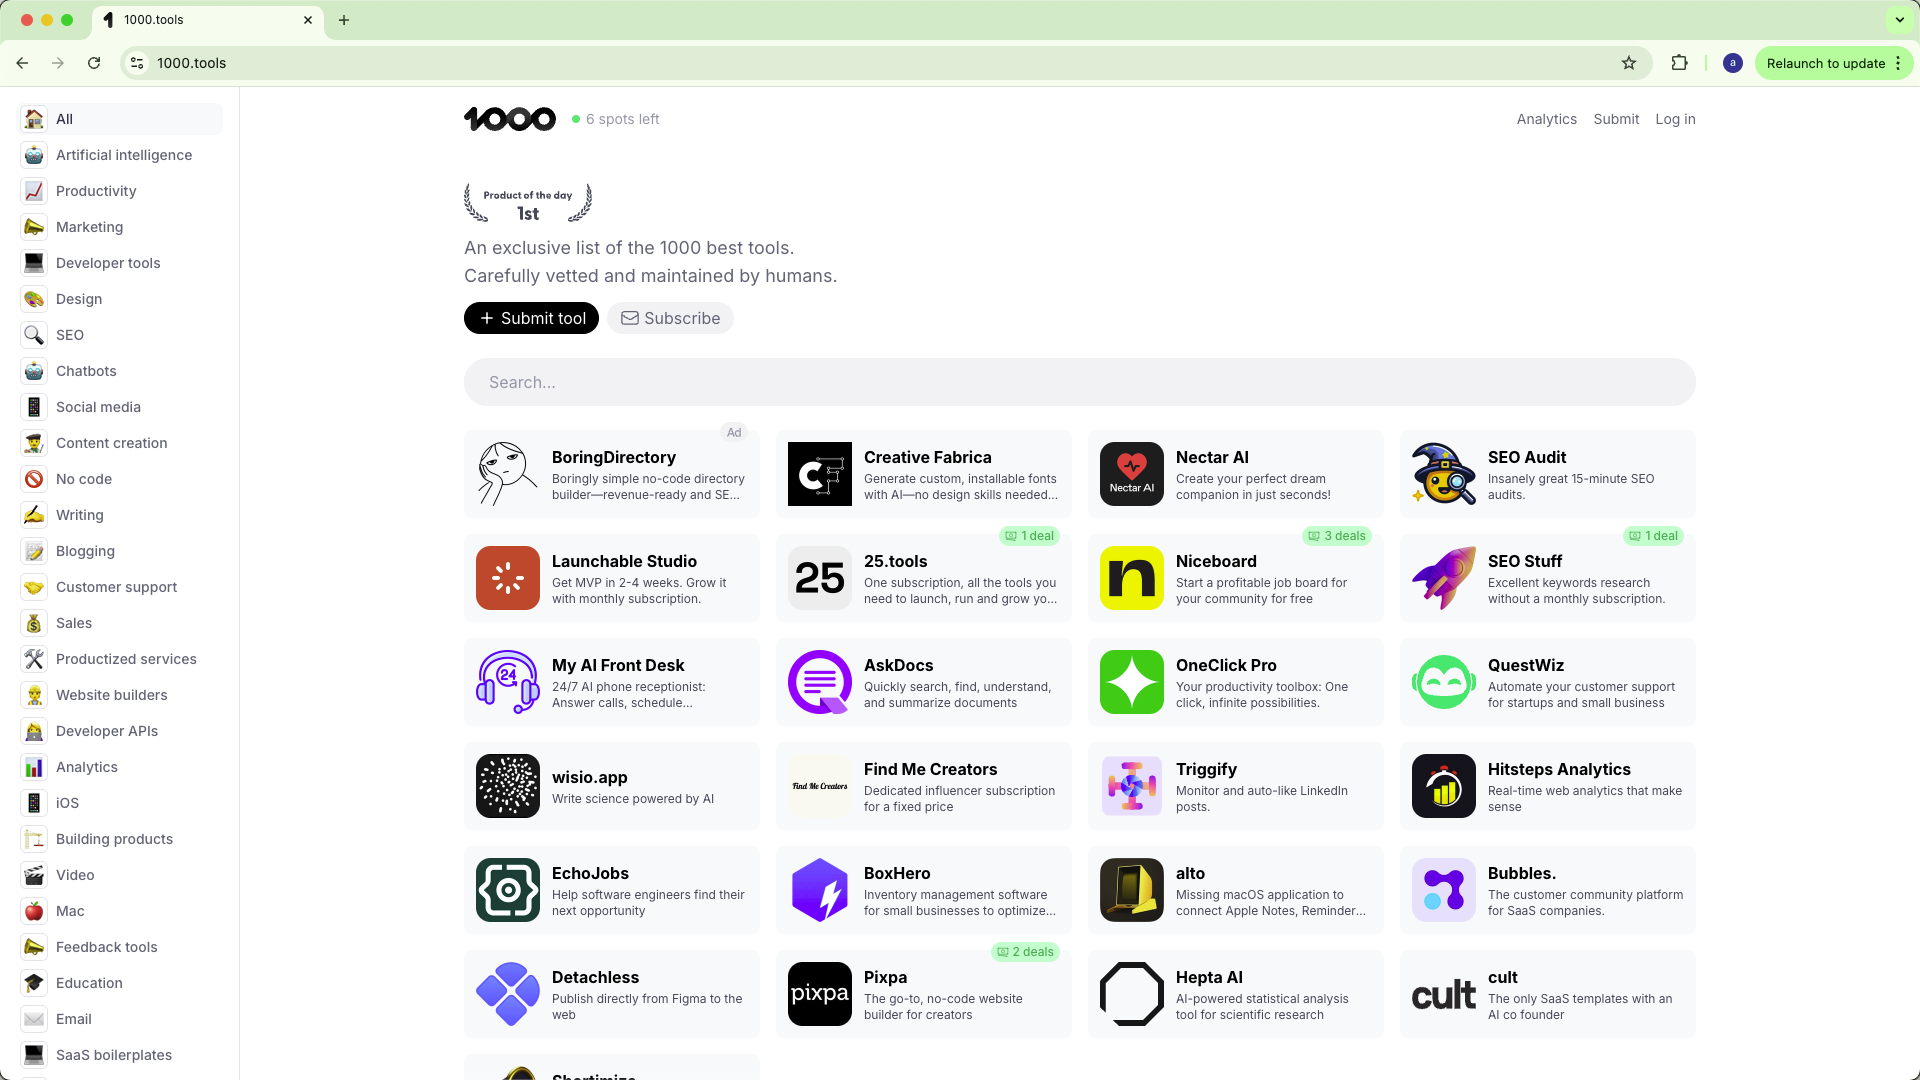 1000.tools
1000.tools
Relaunch to update
All
Artificial intelligence
Productivity
Marketing
Developer tools
Design
SEO
Chatbots
Social media
Content creation
No code
Writing
Blogging
Customer support
Sales
Productized services
Website builders
Developer APIs
Analytics
iOS
Building products
Video
Mac
Feedback tools
Education
Email
SaaS boilerplates
1000
6 spots left
Analytics
Submit
Log in
Product of the day
1st
An exclusive list of the 1000 best tools.
Carefully vetted and maintained by humans.
Submit tool
Subscribe
Search...
Ad
BoringDirectory
Boringly simple no-code directory
builder—revenue-ready and SE...
CF
Creative Fabrica
Generate custom, installable fonts
with AI—no design skills needed...
Nectar AI
Nectar AI
Create your perfect dream
companion in just seconds!
SEO Audit
Insanely great 15-minute SEO
audits.
Launchable Studio
Get MVP in 2-4 weeks. Grow it
with monthly subscription.
1 deal
25
25.tools
One subscription, all the tools you
need to launch, run and grow yo...
3 deals
n
Niceboard
Start a profitable job board for
your community for free
1 deal
SEO Stuff
Excellent keywords research
without a monthly subscription.
24
My AI Front Desk
24/7 AI phone receptionist:
Answer calls, schedule...
AskDocs
Quickly search, find, understand,
and summarize documents
OneClick Pro
Your productivity toolbox: One
click, infinite possibilities.
QuestWiz
Automate your customer support
for startups and small business
wisio.app
Write science powered by AI
Find Me Creators
Find Me Creators
Dedicated influencer subscription
for a fixed price
Triggify
Monitor and auto-like LinkedIn
posts.
Hitsteps Analytics
Real-time web analytics that make
sense
EchoJobs
Help software engineers find their
next opportunity
BoxHero
Inventory management software
for small businesses to optimize...
alto
Missing macOS application to
connect Apple Notes, Reminder...
Bubbles.
The customer community platform
for SaaS companies.
Detachless
Publish directly from Figma to the
web
2 deals
pixpa
Pixpa
The go-to, no-code website
builder for creators
Hepta AI
AI-powered statistical analysis
tool for scientific research
cult
cult
The only SaaS templates with an
AI co founder
Shortimize
a